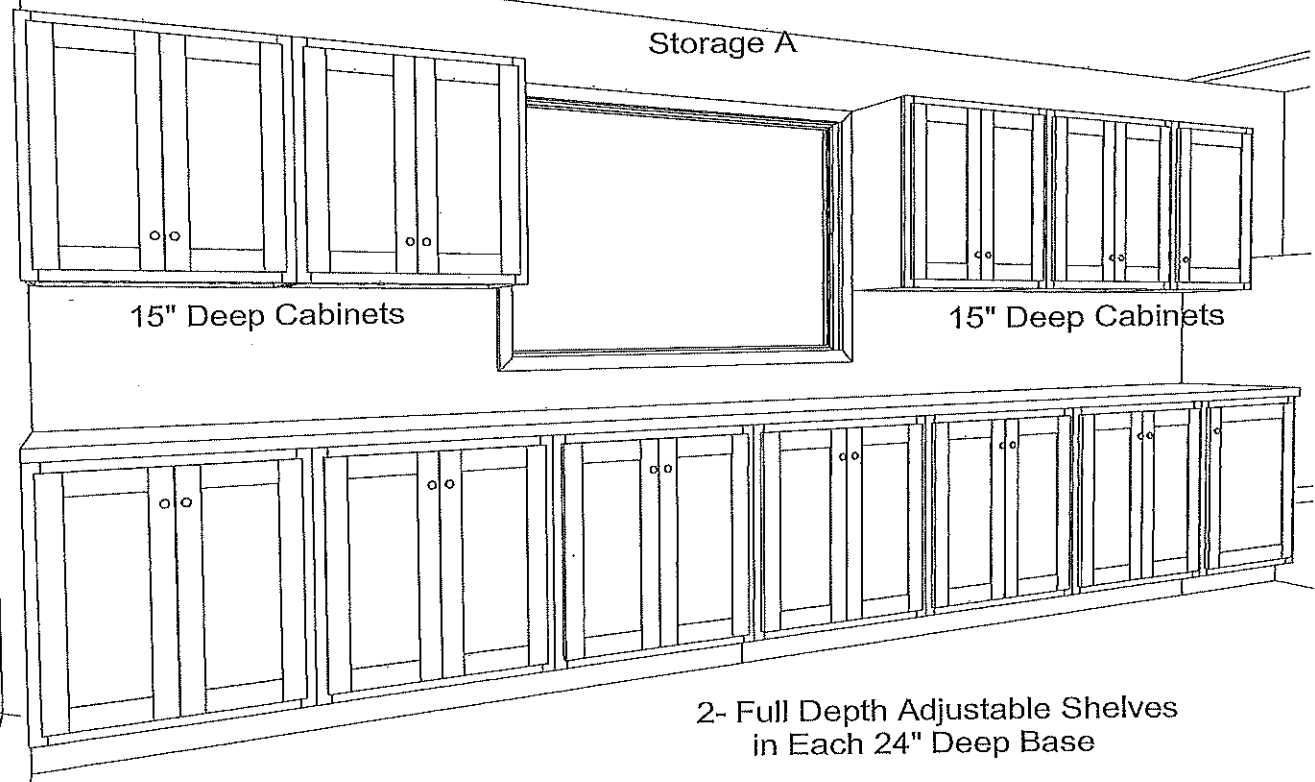 Storage A
15" Deep Cabinets
15" Deep Cabinets
2- Full Depth Adjustable Shelves
in Each 24" Deep Base